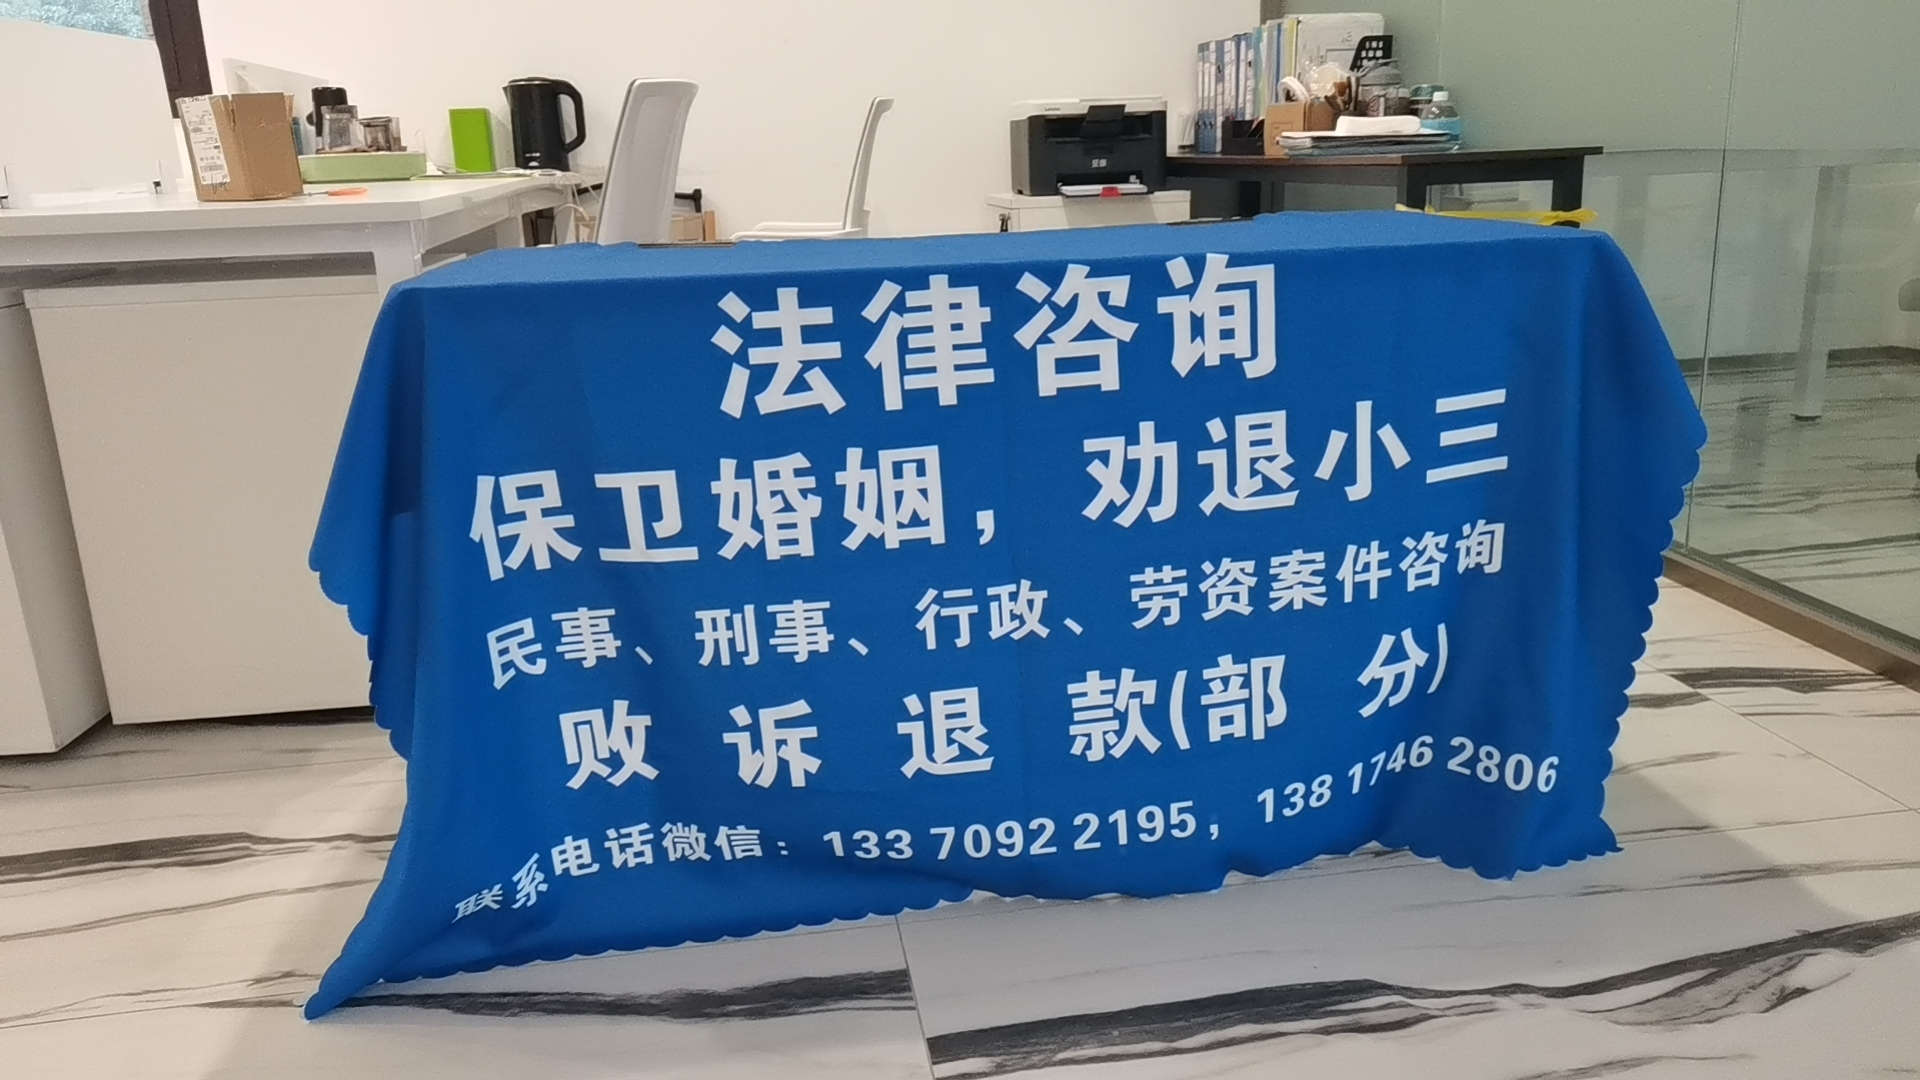 法律咨询
保卫婚姻，劝退小三
民事、刑事、行政、劳资案件咨询
败诉退款(部分)
联系电话微信：133 7092 2195，138 1746 2806